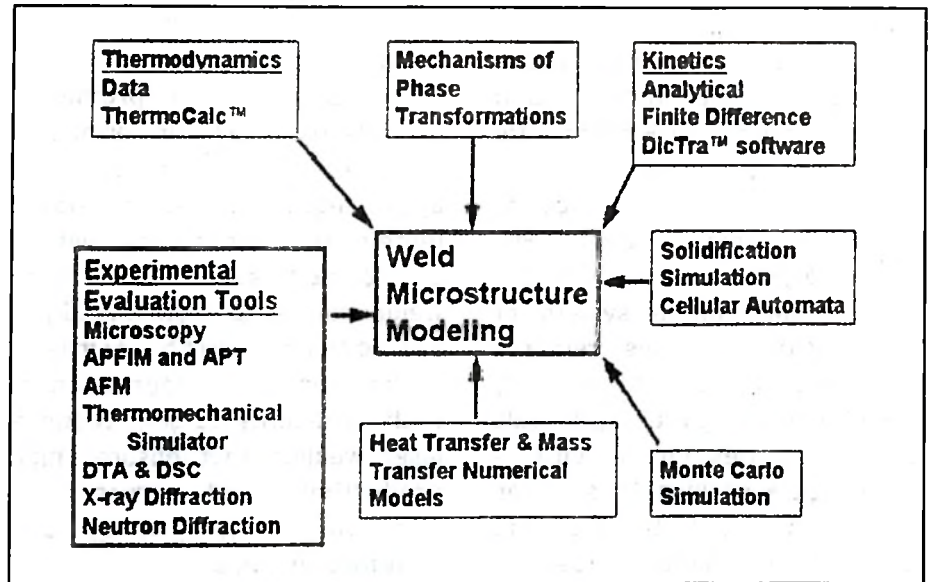 Thermodynamics
Data
ThermoCalc™
Mechanisms of
Phase
Transformations
Kinetics
Analytical
Finite Difference
DicTra™ software
Experimental
Evaluation Tools
Microscopy
APFIM and APT
AFM
Thermomechanical
Simulator
DTA & DSC
X-ray Diffraction
Neutron Diffraction
Weld
Microstructure
Modeling
Solidification
Simulation
Cellular Automata
Heat Transfer & Mass
Transfer Numerical
Models
Monte Carlo
Simulation